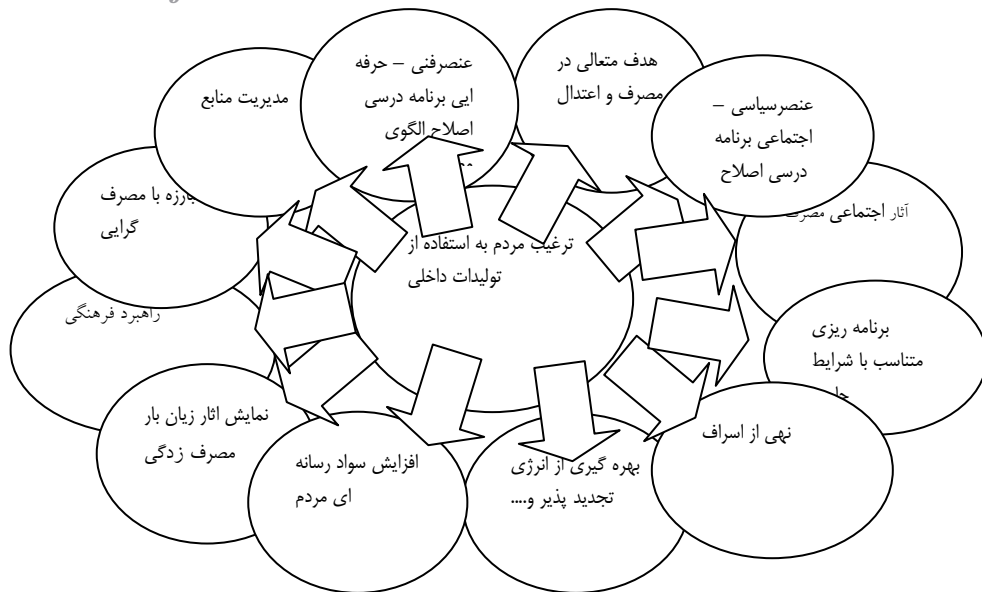 هدف متعالی در
مصرف و اعتدال
عنصرسیاسی –
اجتماعی برنامه
درسی اصلاح
آثار اجتماعی مصرف
برنامه ریزی
متناسب با شرایط
نهی از اسراف
بهره گیری از انرژی
تجدید پذیر و....
افزایش سواد رسانه
ای مردم
نمایش اثار زیان بار
مصرف زدگی
راهبرد فرهنگی
بارزه با مصرف
گرایی
مدیریت منابع
عنصرفنی – حرفه
ایی برنامه درسی
اصلاح الگوی
ترغیب مردم به استفاده از
تولیدات داخلی